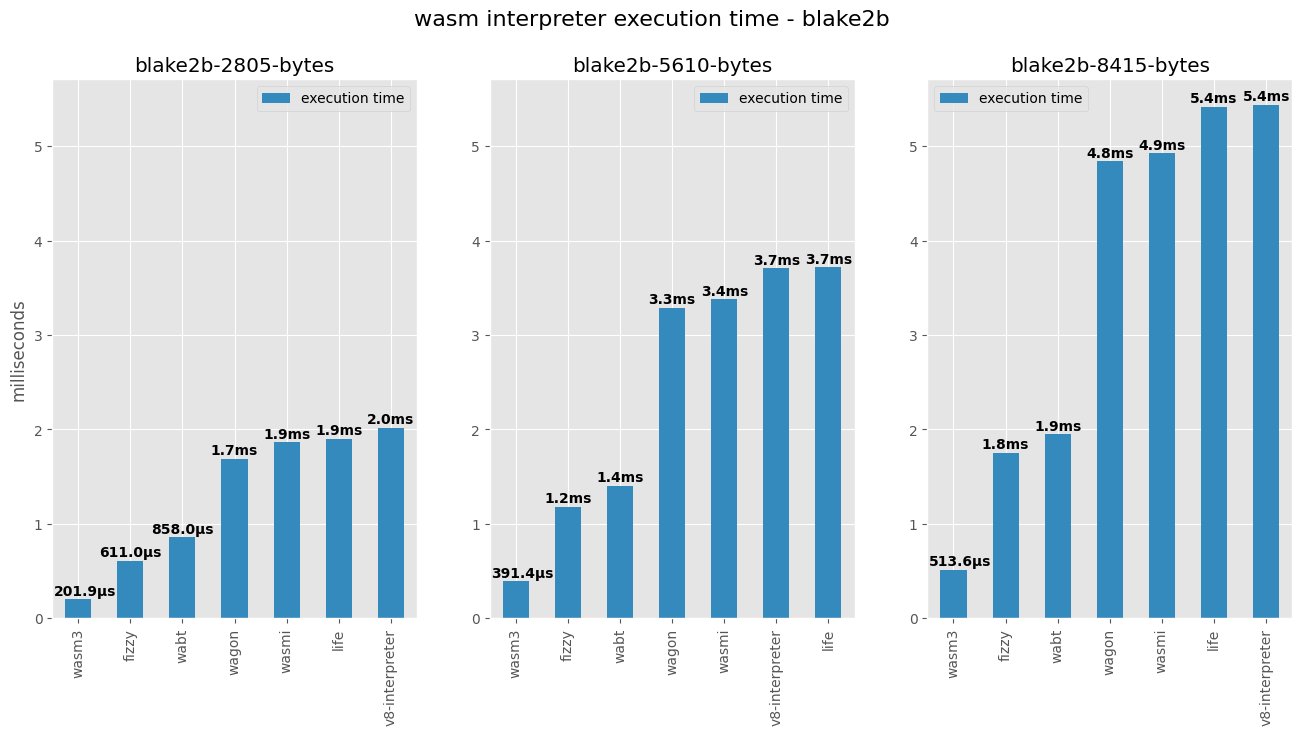 wasm interpreter execution time - blake2b
blake2b-2805-bytes
execution time
milliseconds
5
4
3
2
1
0
201.9µs
611.0µs
858.0µs
1.7ms
1.9ms
1.9ms
2.0ms
wasm3
fizzy
wabt
wagon
wasmi
life
v8-interpreter
blake2b-5610-bytes
execution time
5
4
3
2
1
0
391.4µs
1.2ms
1.4ms
3.3ms
3.4ms
3.7ms
3.7ms
wasm3
fizzy
wabt
wagon
wasmi
v8-interpreter
life
blake2b-8415-bytes
execution time
5
4
3
2
1
0
513.6µs
1.8ms
1.9ms
4.8ms
4.9ms
5.4ms
5.4ms
wasm3
fizzy
wabt
wagon
wasmi
life
v8-interpreter